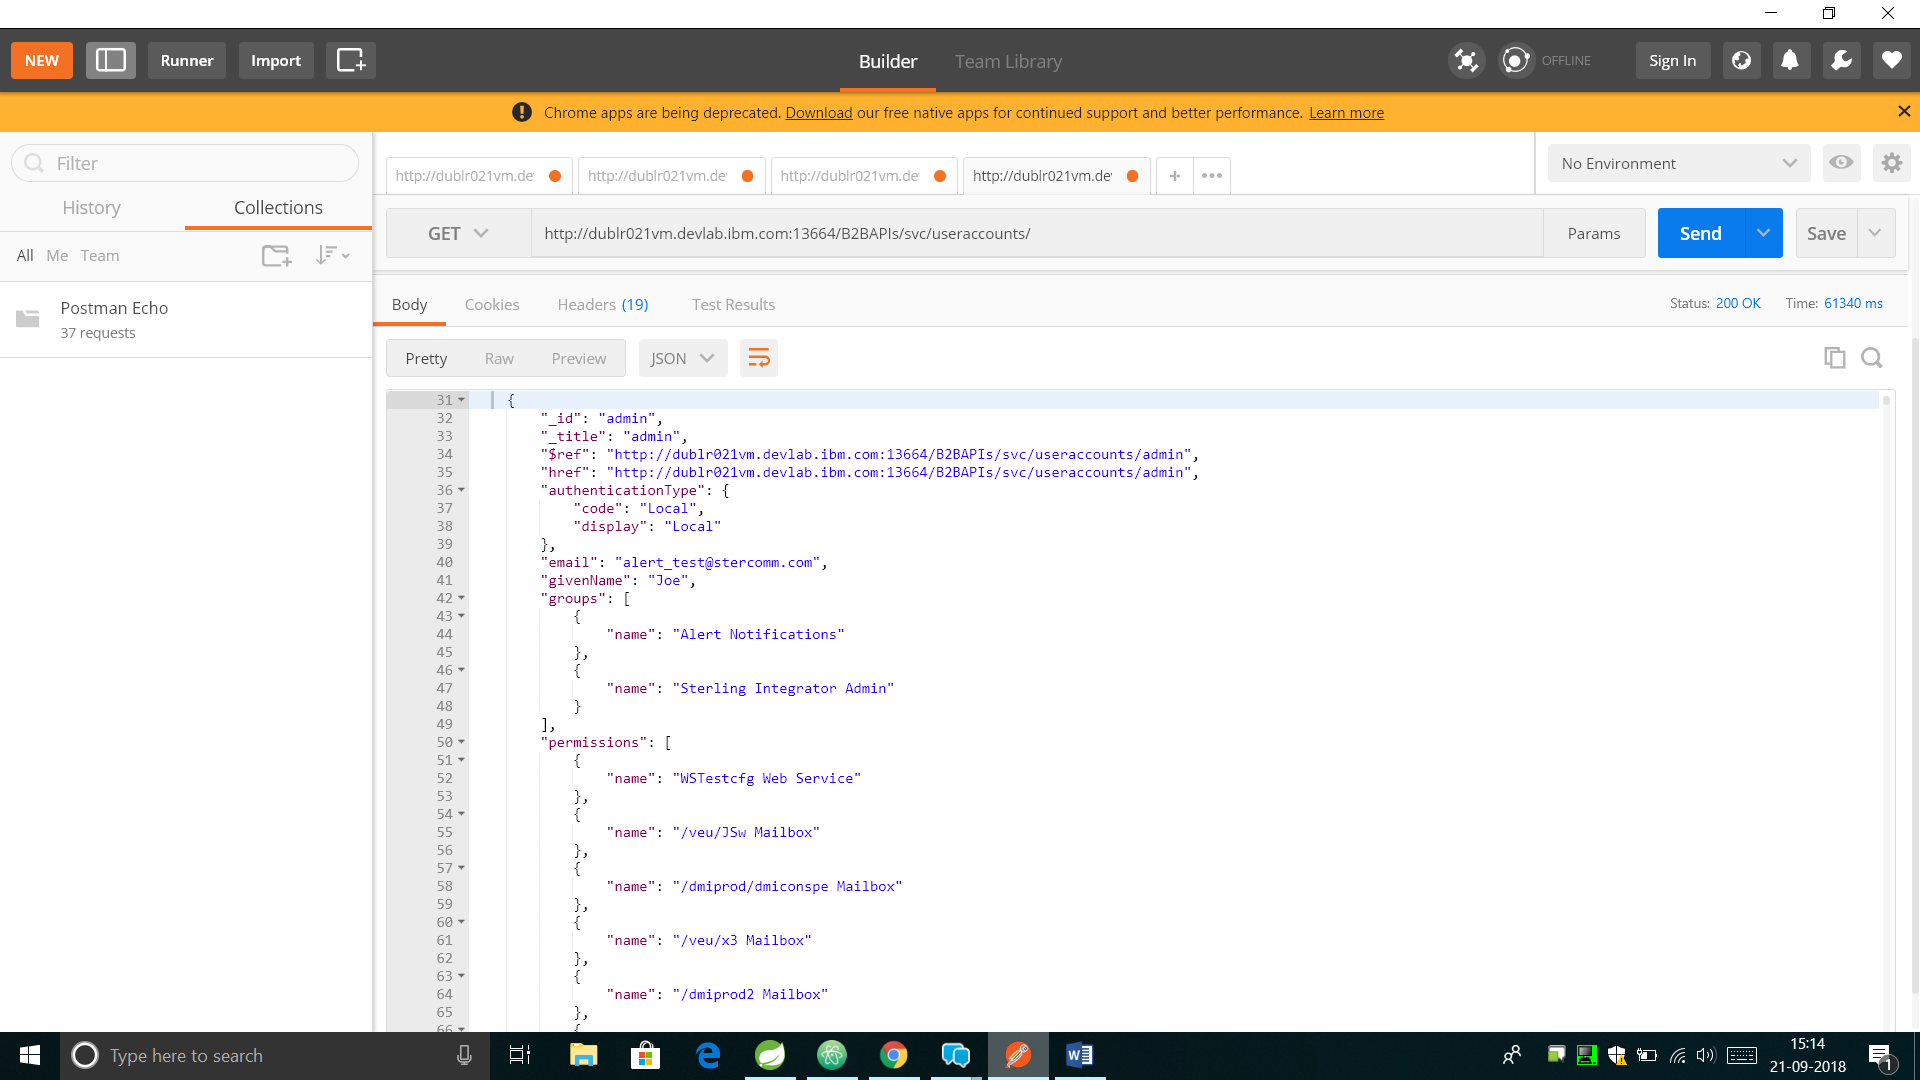 NEW
Runner
Import
Builder
Team Library
OFFLINE
Sign In
Chrome apps are being deprecated. Download our free native apps for continued support and better performance. Learn more
Filter
History
Collections
All Me Team
Postman Echo
37 requests
http://dublr021vm.de
http://dublr021vm.de
http://dublr021vm.de
http://dublr021vm.de
No Environment
GET
http://dublr021vm.devlab.ibm.com:13664/B2BAPIs/svc/useraccounts/
Params
Send
Save
Body
Cookies
Headers (19)
Test Results
Status: 200 OK
Time: 61340 ms
Pretty
Raw
Preview
JSON
31 {
32 "_id": "admin",
33 "_title": "admin",
34 "$ref": "http://dublr021vm.devlab.ibm.com:13664/B2BAPIs/svc/useraccounts/admin",
35 "href": "http://dublr021vm.devlab.ibm.com:13664/B2BAPIs/svc/useraccounts/admin",
36 "authenticationType": {
37 "code": "Local",
38 "display": "Local"
39 },
40 "email": "alert_test@stercomm.com",
41 "givenName": "Joe",
42 "groups": [
43 {
44 "name": "Alert Notifications"
45 },
46 {
47 "name": "Sterling Integrator Admin"
48 }
49 ],
50 "permissions": [
51 {
52 "name": "WSTestcfg Web Service"
53 },
54 {
55 "name": "/veu/JSw Mailbox"
56 },
57 {
58 "name": "/dmiprod/dmiconspe Mailbox"
59 },
60 {
61 "name": "/veu/x3 Mailbox"
62 },
63 {
64 "name": "/dmiprod2 Mailbox"
65 },
66 {
Type here to search
15:14
21-09-2018
1